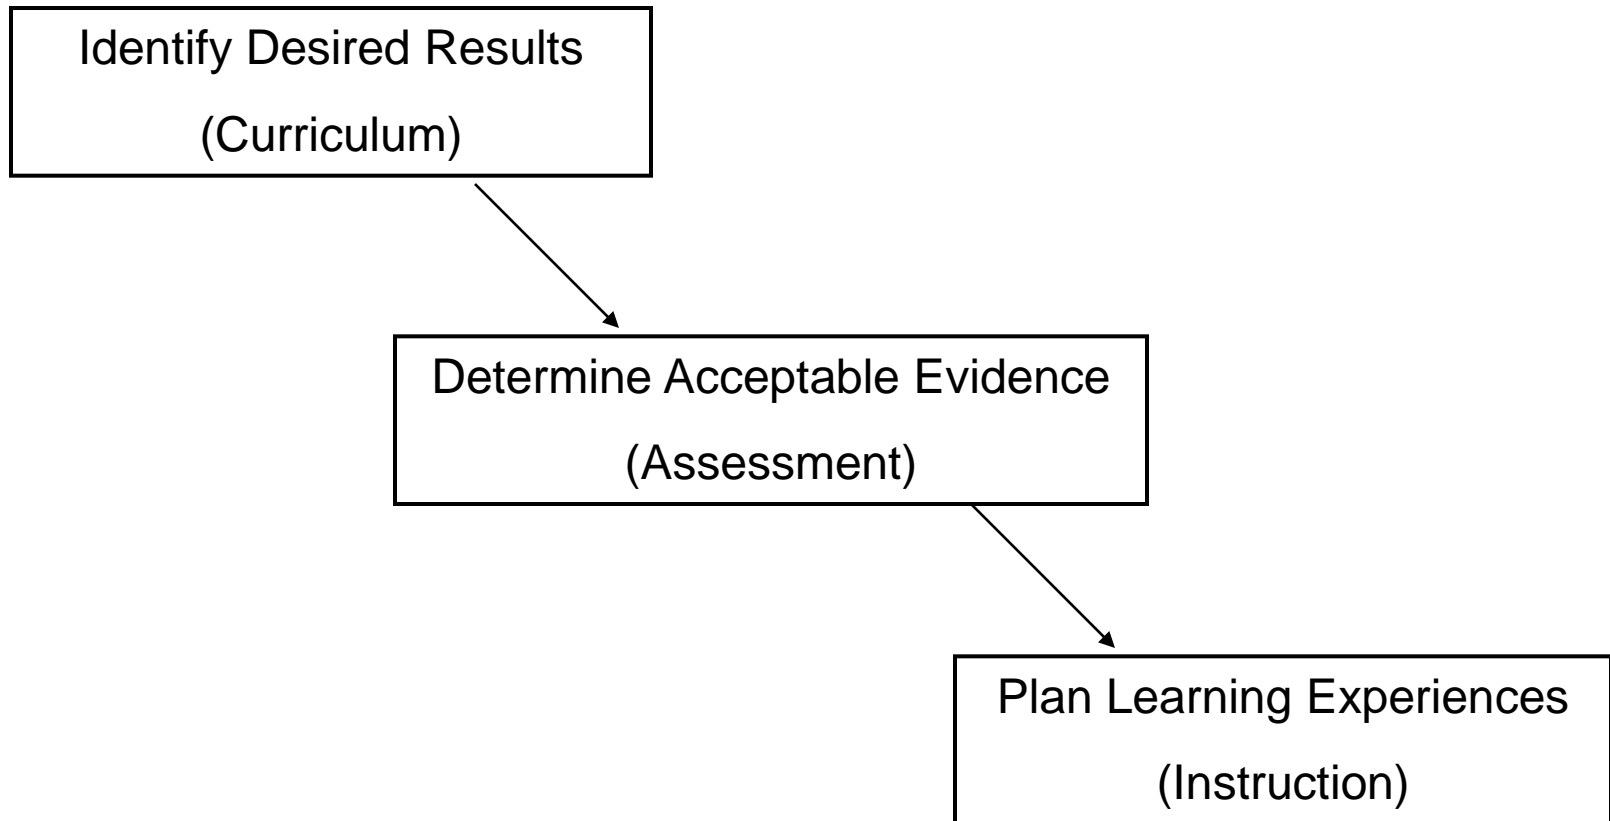 Identify Desired Results
(Curriculum)
Determine Acceptable Evidence
(Assessment)
Plan Learning Experiences
(Instruction)